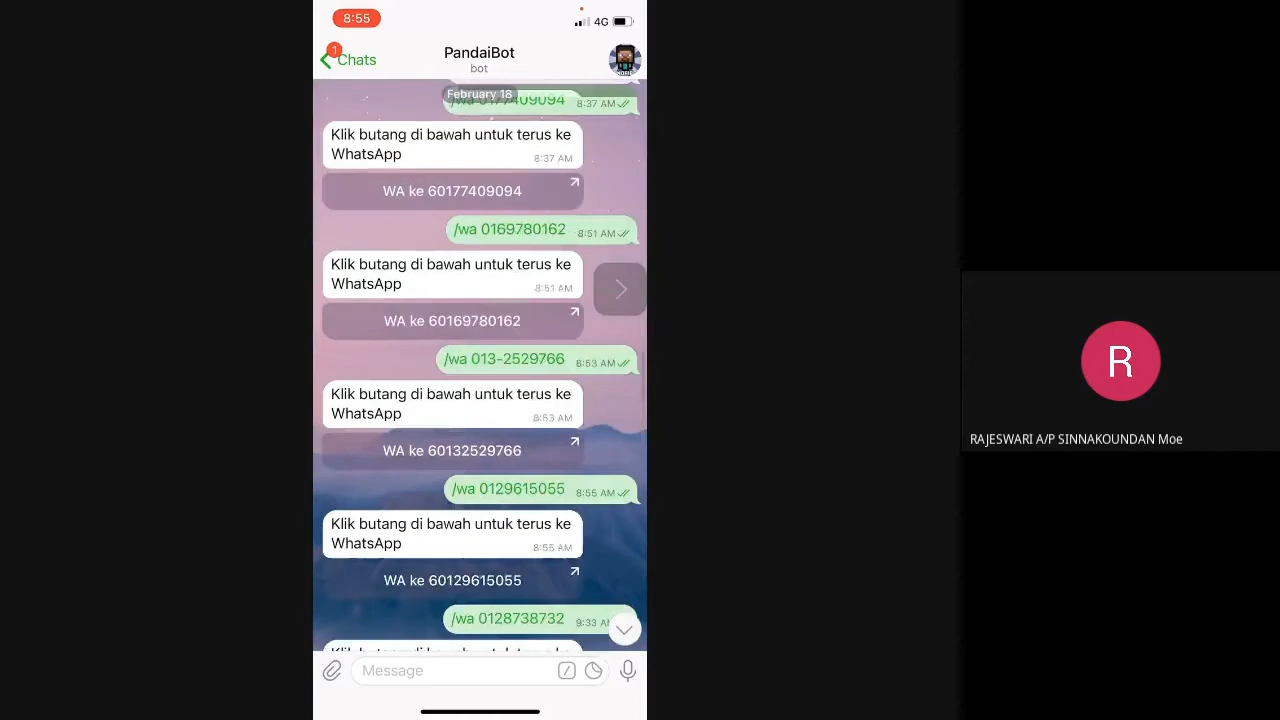 8:55
4G
1
Chats
PandaiBot
bot
February 18
/wa 0177409094 8:37 AM
Klik butang di bawah untuk terus ke
WhatsApp
8:37 AM
WA ke 60177409094
/wa 0169780162 8:51 AM
Klik butang di bawah untuk terus ke
WhatsApp
8:51 AM
WA ke 60169780162
/wa 013-2529766 8:53 AM
Klik butang di bawah untuk terus ke
WhatsApp
8:53 AM
WA ke 60132529766
/wa 0129615055 8:55 AM
Klik butang di bawah untuk terus ke
WhatsApp
8:55 AM
WA ke 60129615055
/wa 0128738732 9:33
Message
R
RAJESWARI A/P SINNAKOUNDAN Moe